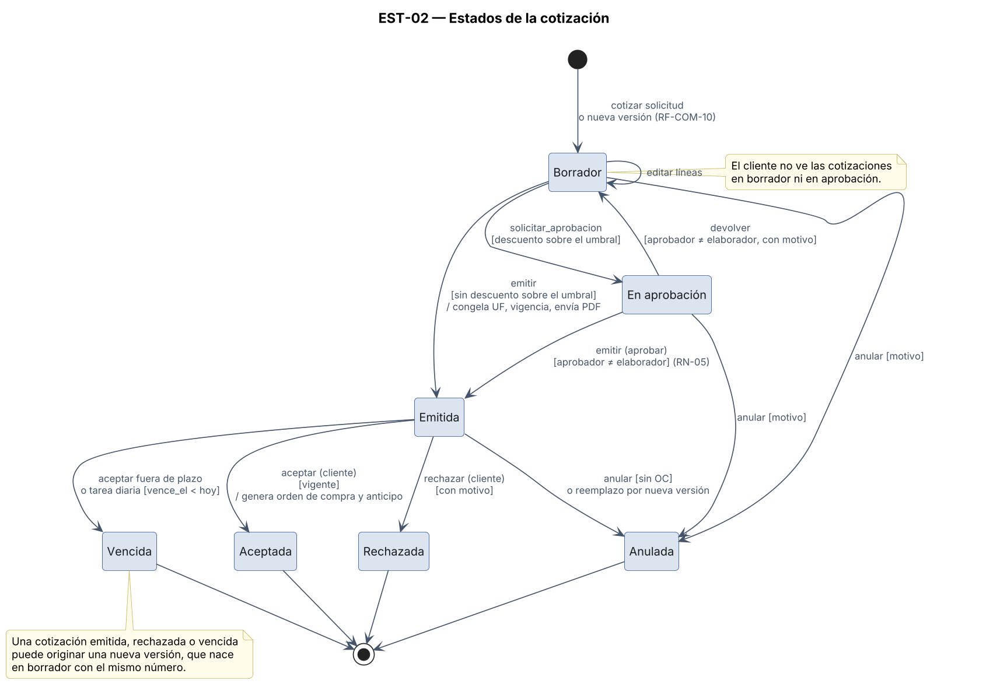 EST-02 — Estados de la cotización
cotizar solicitud
o nueva versión (RF-COM-10)
Borrador
editar líneas
El cliente no ve las cotizaciones
en borrador ni en aprobación.
solicitar_aprobacion
[descuento sobre el umbral]
devolver
[aprobador ≠ elaborador, con motivo]
emitir
[sin descuento sobre el umbral]
/ congela UF, vigencia, envía PDF
En aprobación
emitir (aprobar)
[aprobador ≠ elaborador] (RN-05)
anular [motivo]
Emitida
anular [motivo]
aceptar fuera de plazo
o tarea diaria [vence_el < hoy]
aceptar (cliente)
[vigente]
/ genera orden de compra y anticipo
rechazar (cliente)
[con motivo]
anular [sin OC]
o reemplazo por nueva versión
Vencida
Aceptada
Rechazada
Anulada
Una cotización emitida, rechazada o vencida
puede originar una nueva versión, que nace
en borrador con el mismo número.